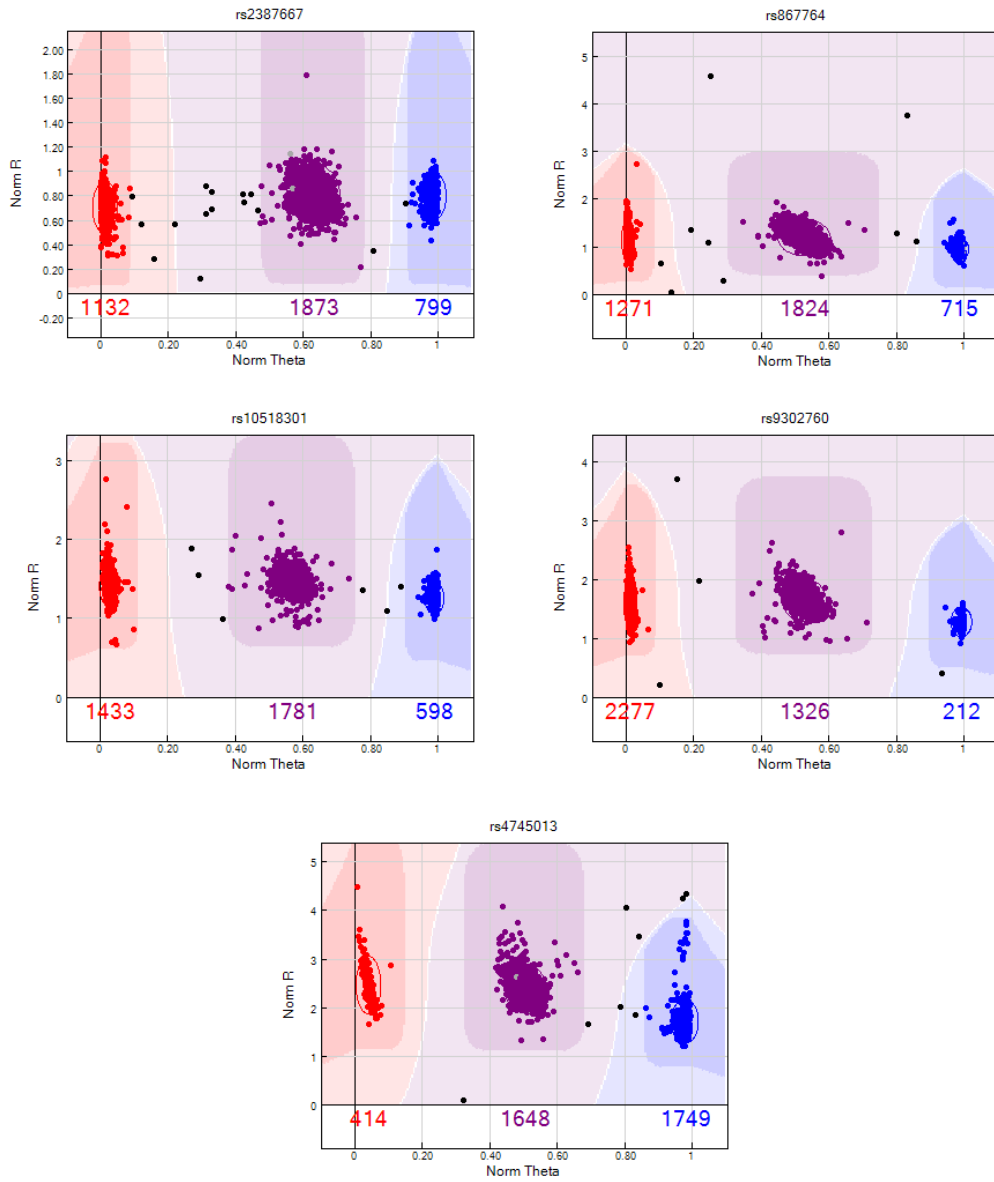 rs2387667
2.00
1.80
1.60
1.40
1.20
1.00
0.80
0.60
0.40
0.20
0
-0.20
Norm R
1132 1873 799
0 0.20 0.40 0.60 0.80 1
Norm Theta
rs867764
5
4
3
2
1
0
Norm R
1271 1824 715
0 0.20 0.40 0.60 0.80 1
Norm Theta
rs10518301
3
2
1
0
Norm R
1433 1781 598
0 0.20 0.40 0.60 0.80 1
Norm Theta
rs9302760
4
3
2
1
0
Norm R
2277 1326 212
0 0.20 0.40 0.60 0.80 1
Norm Theta
rs4745013
5
4
3
2
1
0
Norm R
414 1648 1749
0 0.20 0.40 0.60 0.80 1
Norm Theta